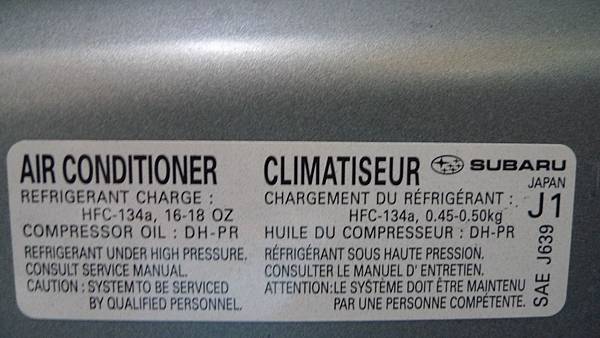 AIR CONDITIONER
REFRIGERANT CHARGE :
HFC-134a, 16-18 OZ
COMPRESSOR OIL : DH-PR
REFRIGERANT UNDER HIGH PRESSURE.
CONSULT SERVICE MANUAL.
CAUTION : SYSTEM TO BE SERVICED
BY QUALIFIED PERSONNEL.
CLIMATISEUR
SUBARU
JAPAN
CHARGEMENT DU RÉFRIGÉRANT :
HFC-134a, 0.45-0.50kg
HUILE DU COMPRESSEUR : DH-PR
RÉFRIGÉRANT SOUS HAUTE PRESSION.
CONSULTER LE MANUEL D' ENTRETIEN.
ATTENTION:LE SYSTÈME DOIT ÊTRE MAINTENU
PAR UNE PERSONNE COMPÉTENTE.
J1
SAE J639